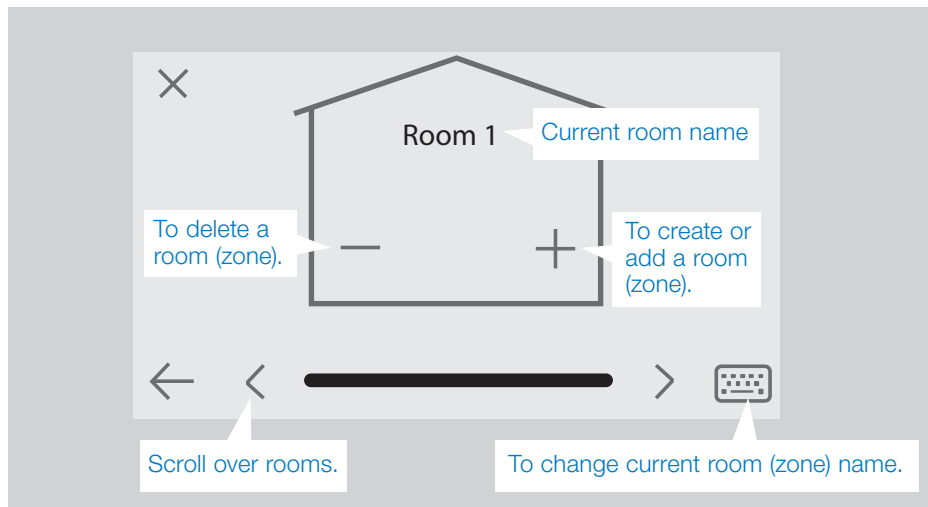 Room 1
Current room name
To delete a
room (zone).
To create or
add a room
(zone).
Scroll over rooms.
To change current room (zone) name.